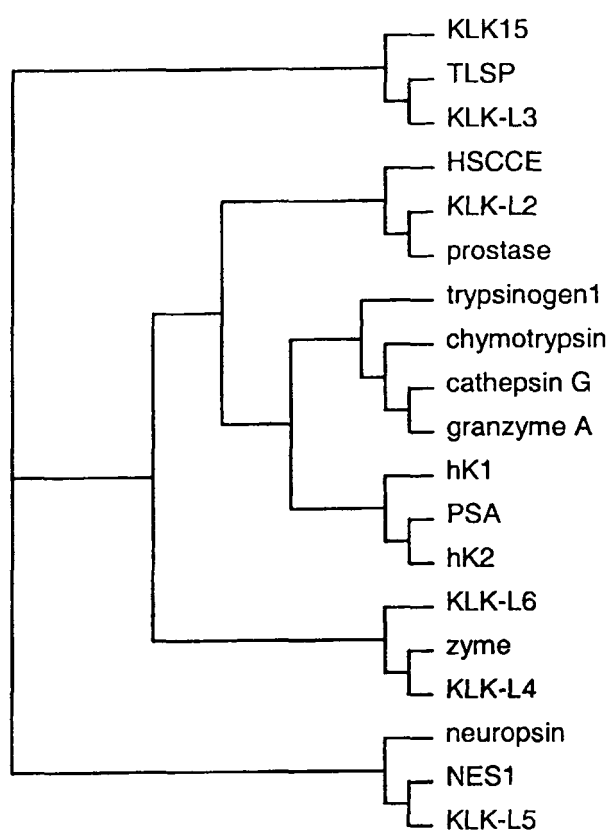 KLK15
TLSP
KLK-L3
HSCCE
KLK-L2
prostase
trypsinogen1
chymotrypsin
cathepsin G
granzyme A
hK1
PSA
hK2
KLK-L6
zyme
KLK-L4
neuropsin
NES1
KLK-L5